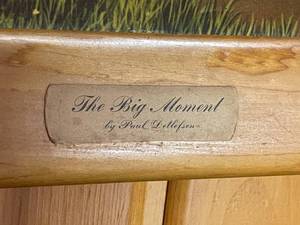 The Big Moment
by Paul Detlefsen